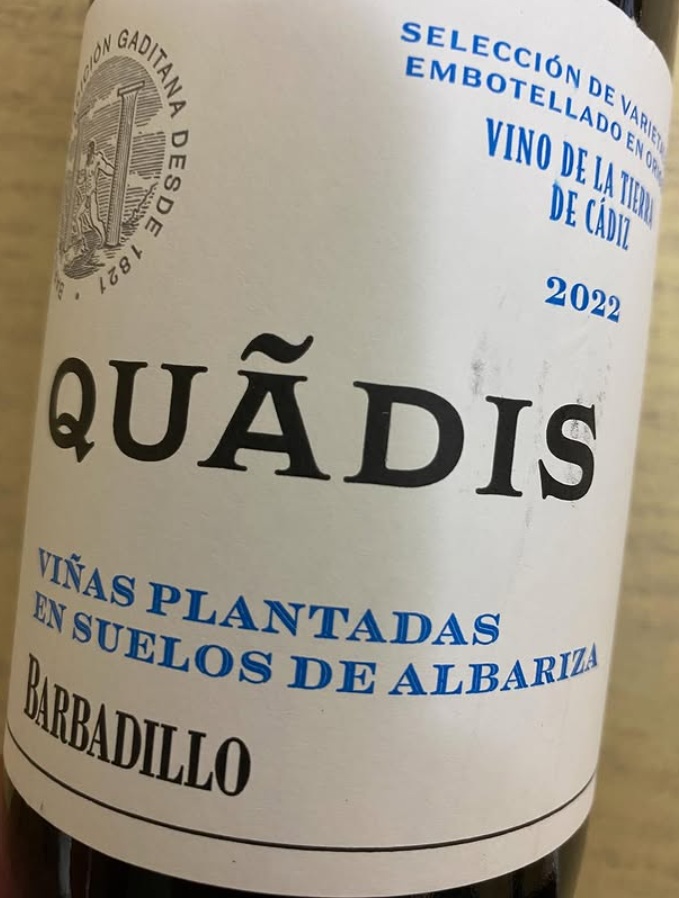 GADITANA DESDE 1821
SELECCIÓN DE
EMBOTELLADO EN
VINO DE LA TIERRA
DE CÁDIZ
2022
QUÃDIS
VIÑAS PLANTADAS
EN SUELOS DE ALBARIZA
BARBADILLO